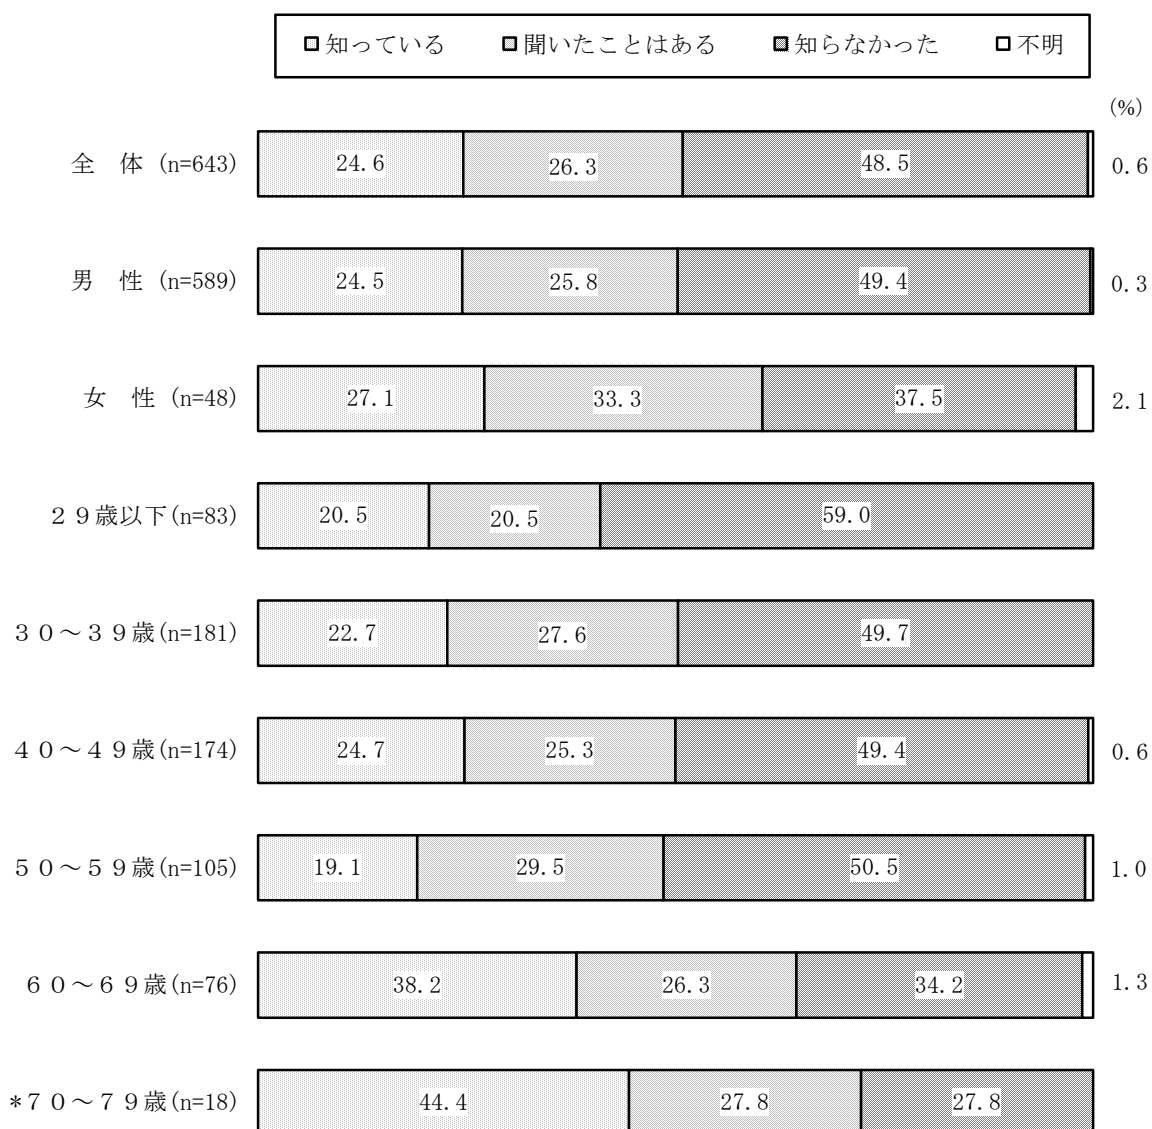 知っている 聞いたことはある 知らなかった 不明
(%)
全 体 (n=643) 24.6 26.3 48.5 0.6
男 性 (n=589) 24.5 25.8 49.4 0.3
女 性 (n=48) 27.1 33.3 37.5 2.1
２９歳以下(n=83) 20.5 20.5 59.0
３０～３９歳(n=181) 22.7 27.6 49.7
４０～４９歳(n=174) 24.7 25.3 49.4 0.6
５０～５９歳(n=105) 19.1 29.5 50.5 1.0
６０～６９歳(n=76) 38.2 26.3 34.2 1.3
*７０～７９歳(n=18) 44.4 27.8 27.8